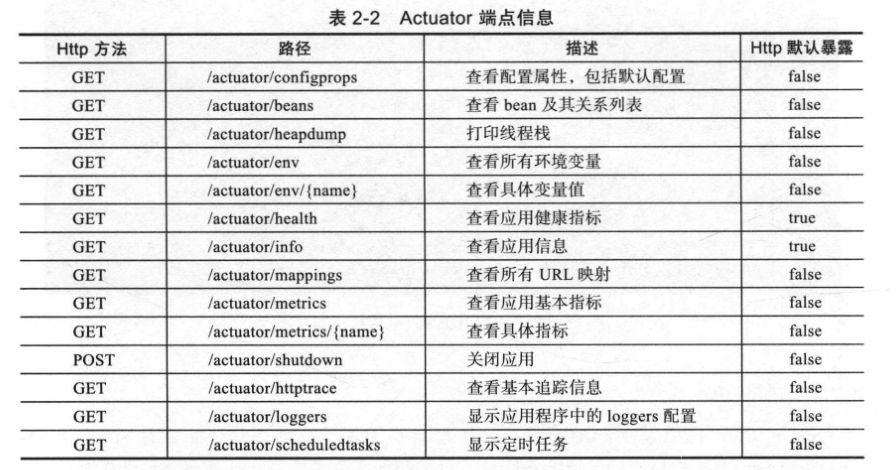 表 2-2 Actuator 端点信息
Http 方法 路径 描述 Http 默认暴露
GET /actuator/configprops 查看配置属性，包括默认配置 false
GET /actuator/beans 查看 bean 及其关系列表 false
GET /actuator/heapdump 打印线程栈 false
GET /actuator/env 查看所有环境变量 false
GET /actuator/env/{name} 查看具体变量值 false
GET /actuator/health 查看应用健康指标 true
GET /actuator/info 查看应用信息 true
GET /actuator/mappings 查看所有 URL 映射 false
GET /actuator/metrics 查看应用基本指标 false
GET /actuator/metrics/{name} 查看具体指标 false
POST /actuator/shutdown 关闭应用 false
GET /actuator/httptrace 查看基本追踪信息 false
GET /actuator/loggers 显示应用程序中的 loggers 配置 false
GET /actuator/scheduledtasks 显示定时任务 false